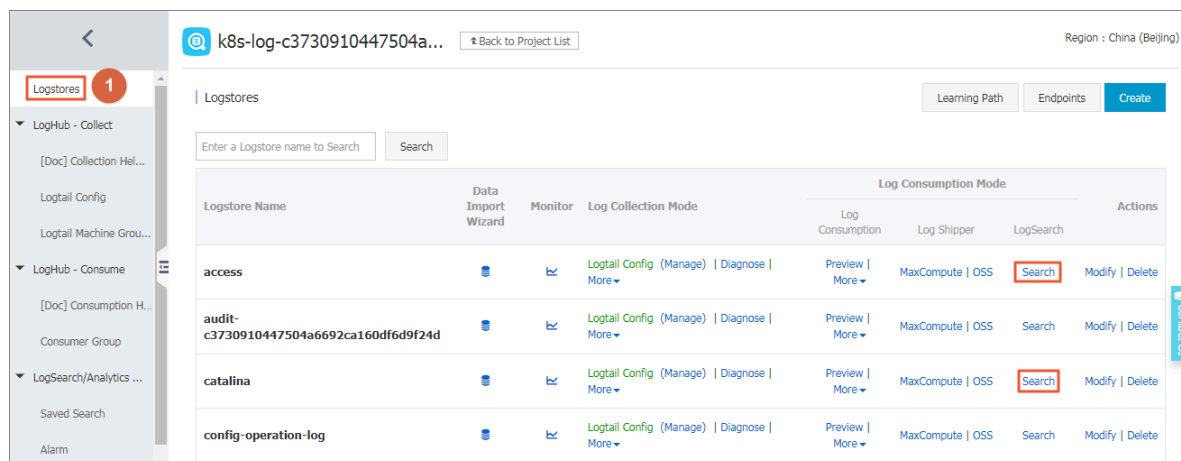 k8s-log-c3730910447504a...
Back to Project List
Region : China (Beijing)
Logstores
1
LogHub - Collect
[Doc] Collection Hel...
Logtail Config
Logtail Machine Grou...
LogHub - Consume
[Doc] Consumption H...
Consumer Group
LogSearch/Analytics ...
Saved Search
Alarm
Logstores
Learning Path
Endpoints
Create
Enter a Logstore name to Search
Search
Logstore Name
Data
Import
Wizard
Monitor
Log Collection Mode
Log Consumption Mode
Log
Consumption
Log Shipper
LogSearch
Actions
access
Logtail Config (Manage) | Diagnose |
More
Preview |
More
MaxCompute | OSS
Search
Modify | Delete
audit-
c3730910447504a6692ca160df6d9f24d
Logtail Config (Manage) | Diagnose |
More
Preview |
More
MaxCompute | OSS
Search
Modify | Delete
catalina
Logtail Config (Manage) | Diagnose |
More
Preview |
More
MaxCompute | OSS
Search
Modify | Delete
config-operation-log
Logtail Config (Manage) | Diagnose |
More
Preview |
More
MaxCompute | OSS
Search
Modify | Delete